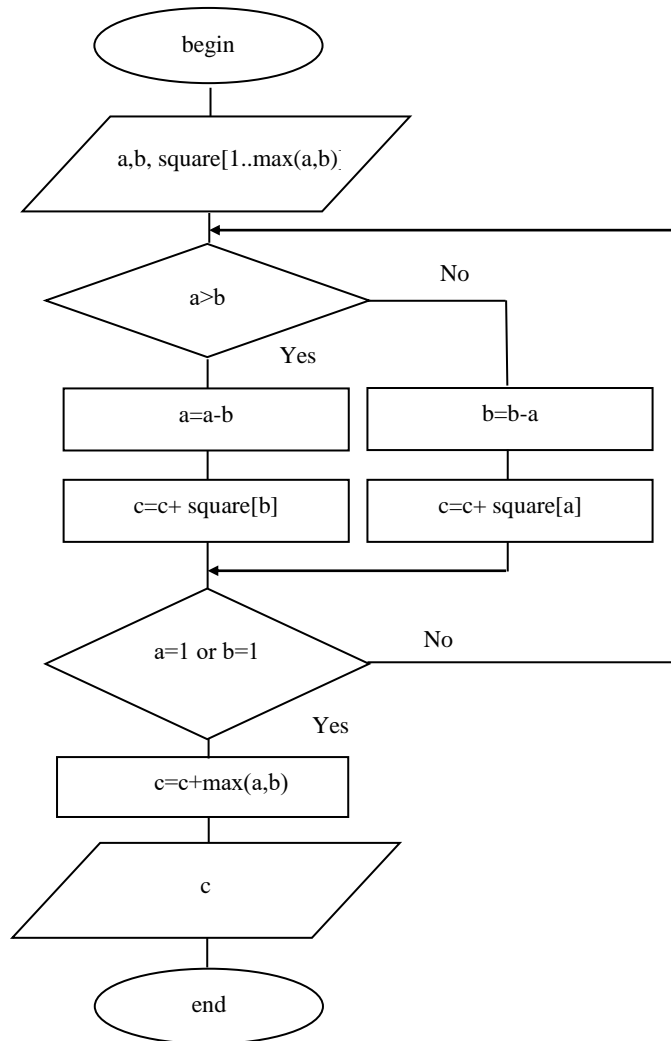 begin
a,b, square[1..max(a,b)]
a>b
No
Yes
a=a-b
b=b-a
c=c+ square[b]
c=c+ square[a]
a=1 or b=1
No
Yes
c=c+max(a,b)
c
end